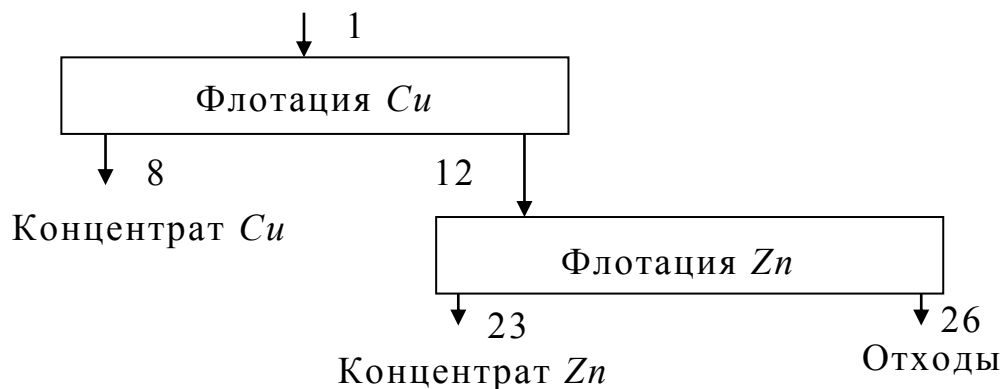 1
Флотация Cu
8
12
Концентрат Cu
Флотация Zn
23
26
Концентрат Zn
Отходы